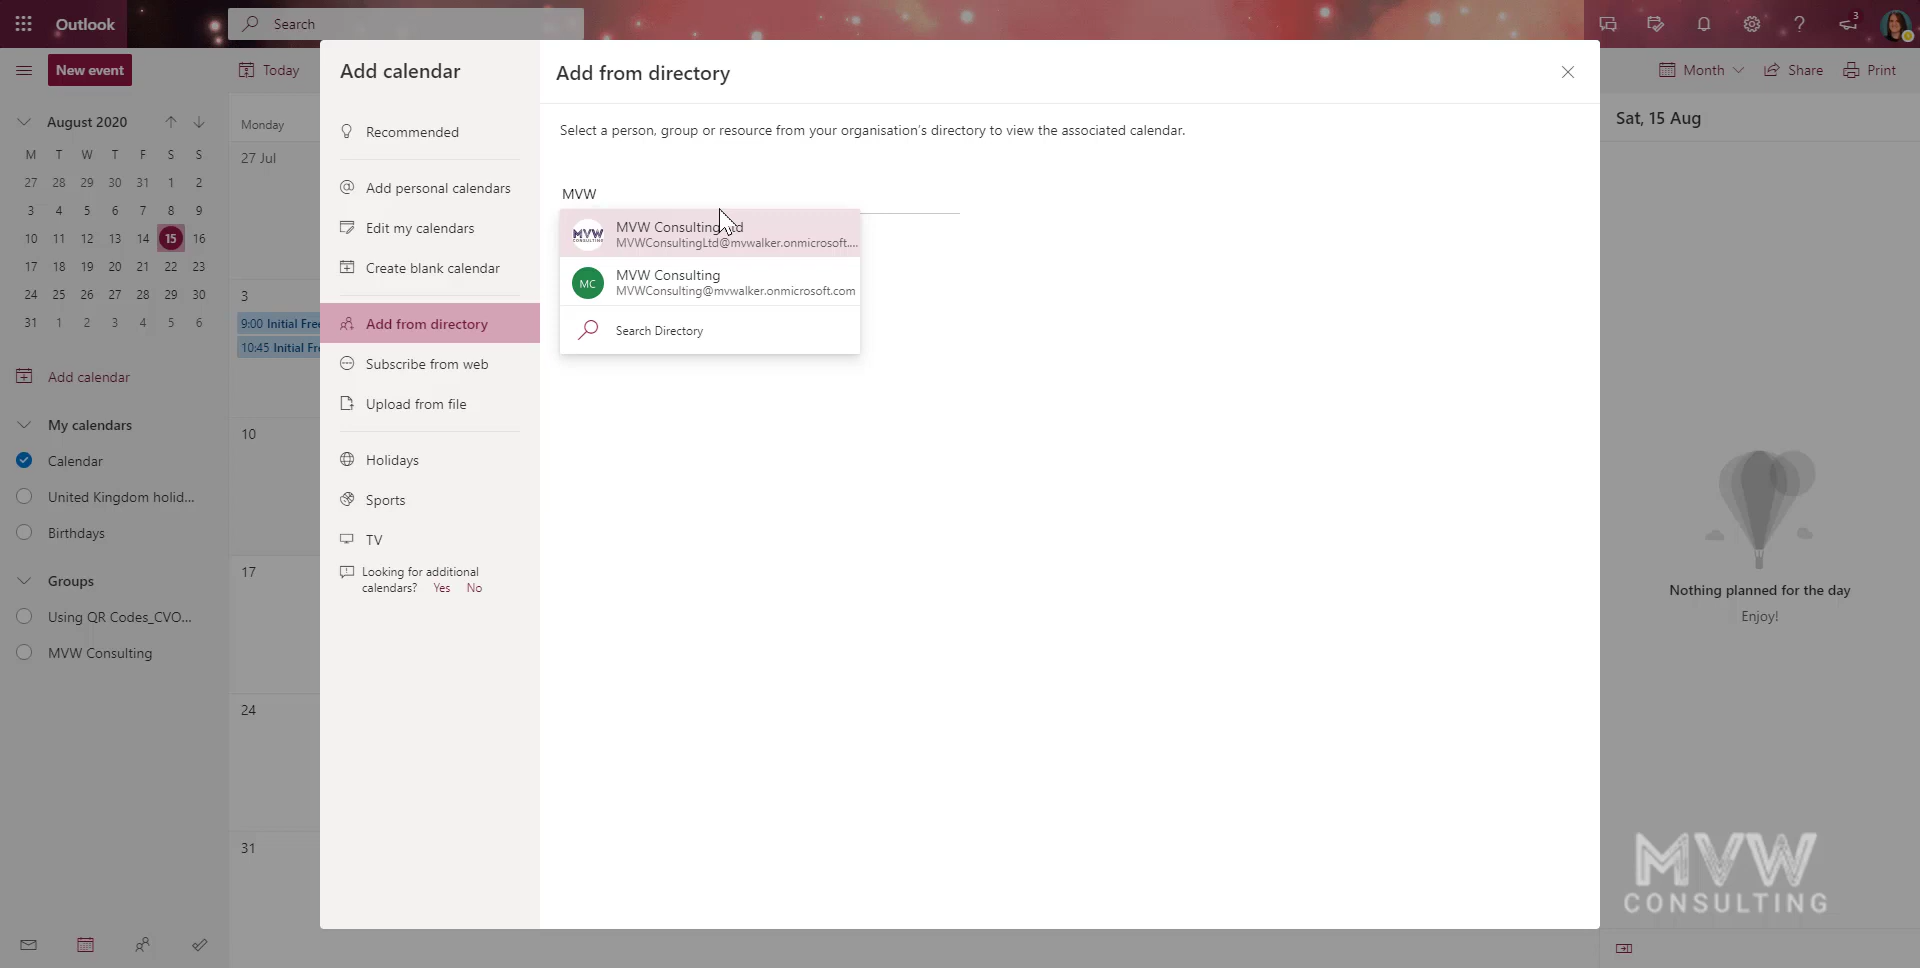 Outlook
Search
3
New event
Today
Month
Share
Print
August 2020
M T W T F S S
27 28 29 30 31 1 2
3 4 5 6 7 8 9
10 11 12 13 14 15 16
17 18 19 20 21 22 23
24 25 26 27 28 29 30
31 1 2 3 4 5 6
Add calendar
My calendars
Calendar
United Kingdom holid...
Birthdays
Groups
Using QR Codes_CVO...
MVW Consulting
Monday
27 Jul
3
9:00 Initial Fre
10:45 Initial Fr
10
17
24
31
Add calendar
Recommended
Add personal calendars
Edit my calendars
Create blank calendar
Add from directory
Subscribe from web
Upload from file
Holidays
Sports
TV
Looking for additional
calendars? Yes No
Add from directory
Select a person, group or resource from your organisation's directory to view the associated calendar.
MVW
MVW CONSULTING
MVW Consulting Ltd
MVWConsultingLtd@mvwalker.onmicrosoft....
MC
MVW Consulting
MVWConsulting@mvwalker.onmicrosoft.com
Search Directory
Sat, 15 Aug
Nothing planned for the day
Enjoy!
MVW
CONSULTING